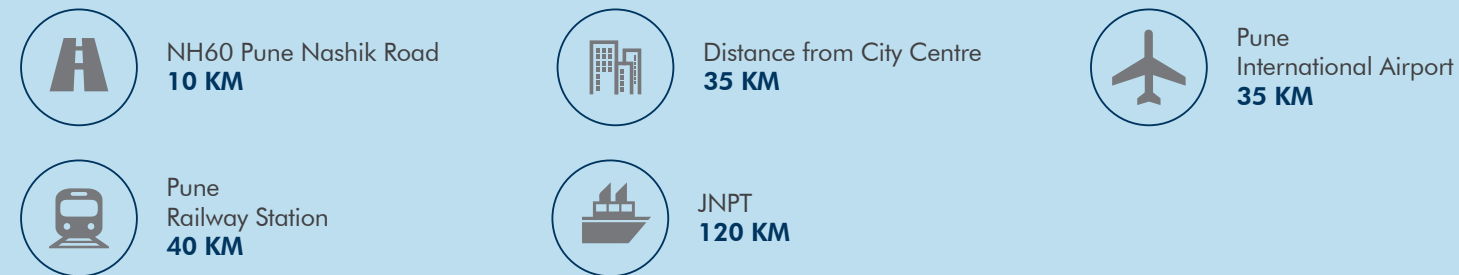 NH60 Pune Nashik Road
10 KM
Distance from City Centre
35 KM
Pune
International Airport
35 KM
Pune
Railway Station
40 KM
JNPT
120 KM